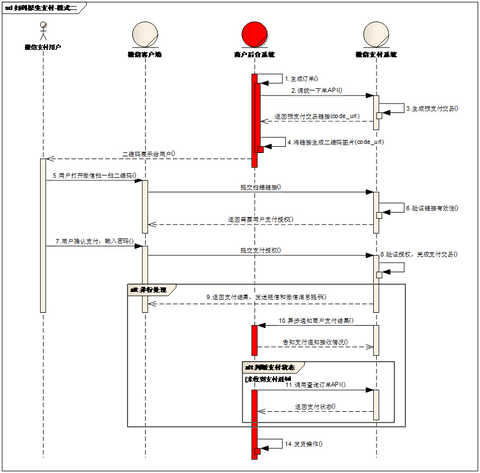 sd 扫码原生支付-模式二
微信支付用户
微信客户端
商户后台系统
微信支付系统
1.生成订单()
2.调统一下单API()
3.生成预支付交易()
返回预支付交易链接(code_url)
4.将链接生成二维码图片(code_url)
二维码展示给用户()
5.用户打开微信扫一扫二维码()
提交扫描链接()
6.验证链接有效性()
返回需要用户支付授权()
7.用户确认支付，输入密码()
提交支付授权()
8.验证授权，完成支付交易()
alt 并行处理
9.返回支付结果，发送短信和微信消息提示()
10.异步通知商户支付结果()
告知支付通知接收情况()
alt 判断支付状态
[未收到支付通知]
11.调用查询订单API()
返回支付状态()
14.发货操作()